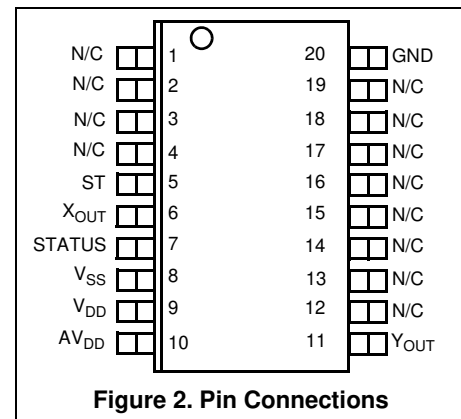 N/C 1 20 GND
N/C 2 19 N/C
N/C 3 18 N/C
N/C 4 17 N/C
ST 5 16 N/C
XOUT 6 15 N/C
STATUS 7 14 N/C
VSS 8 13 N/C
VDD 9 12 N/C
AVDD 10 11 YOUT
Figure 2. Pin Connections